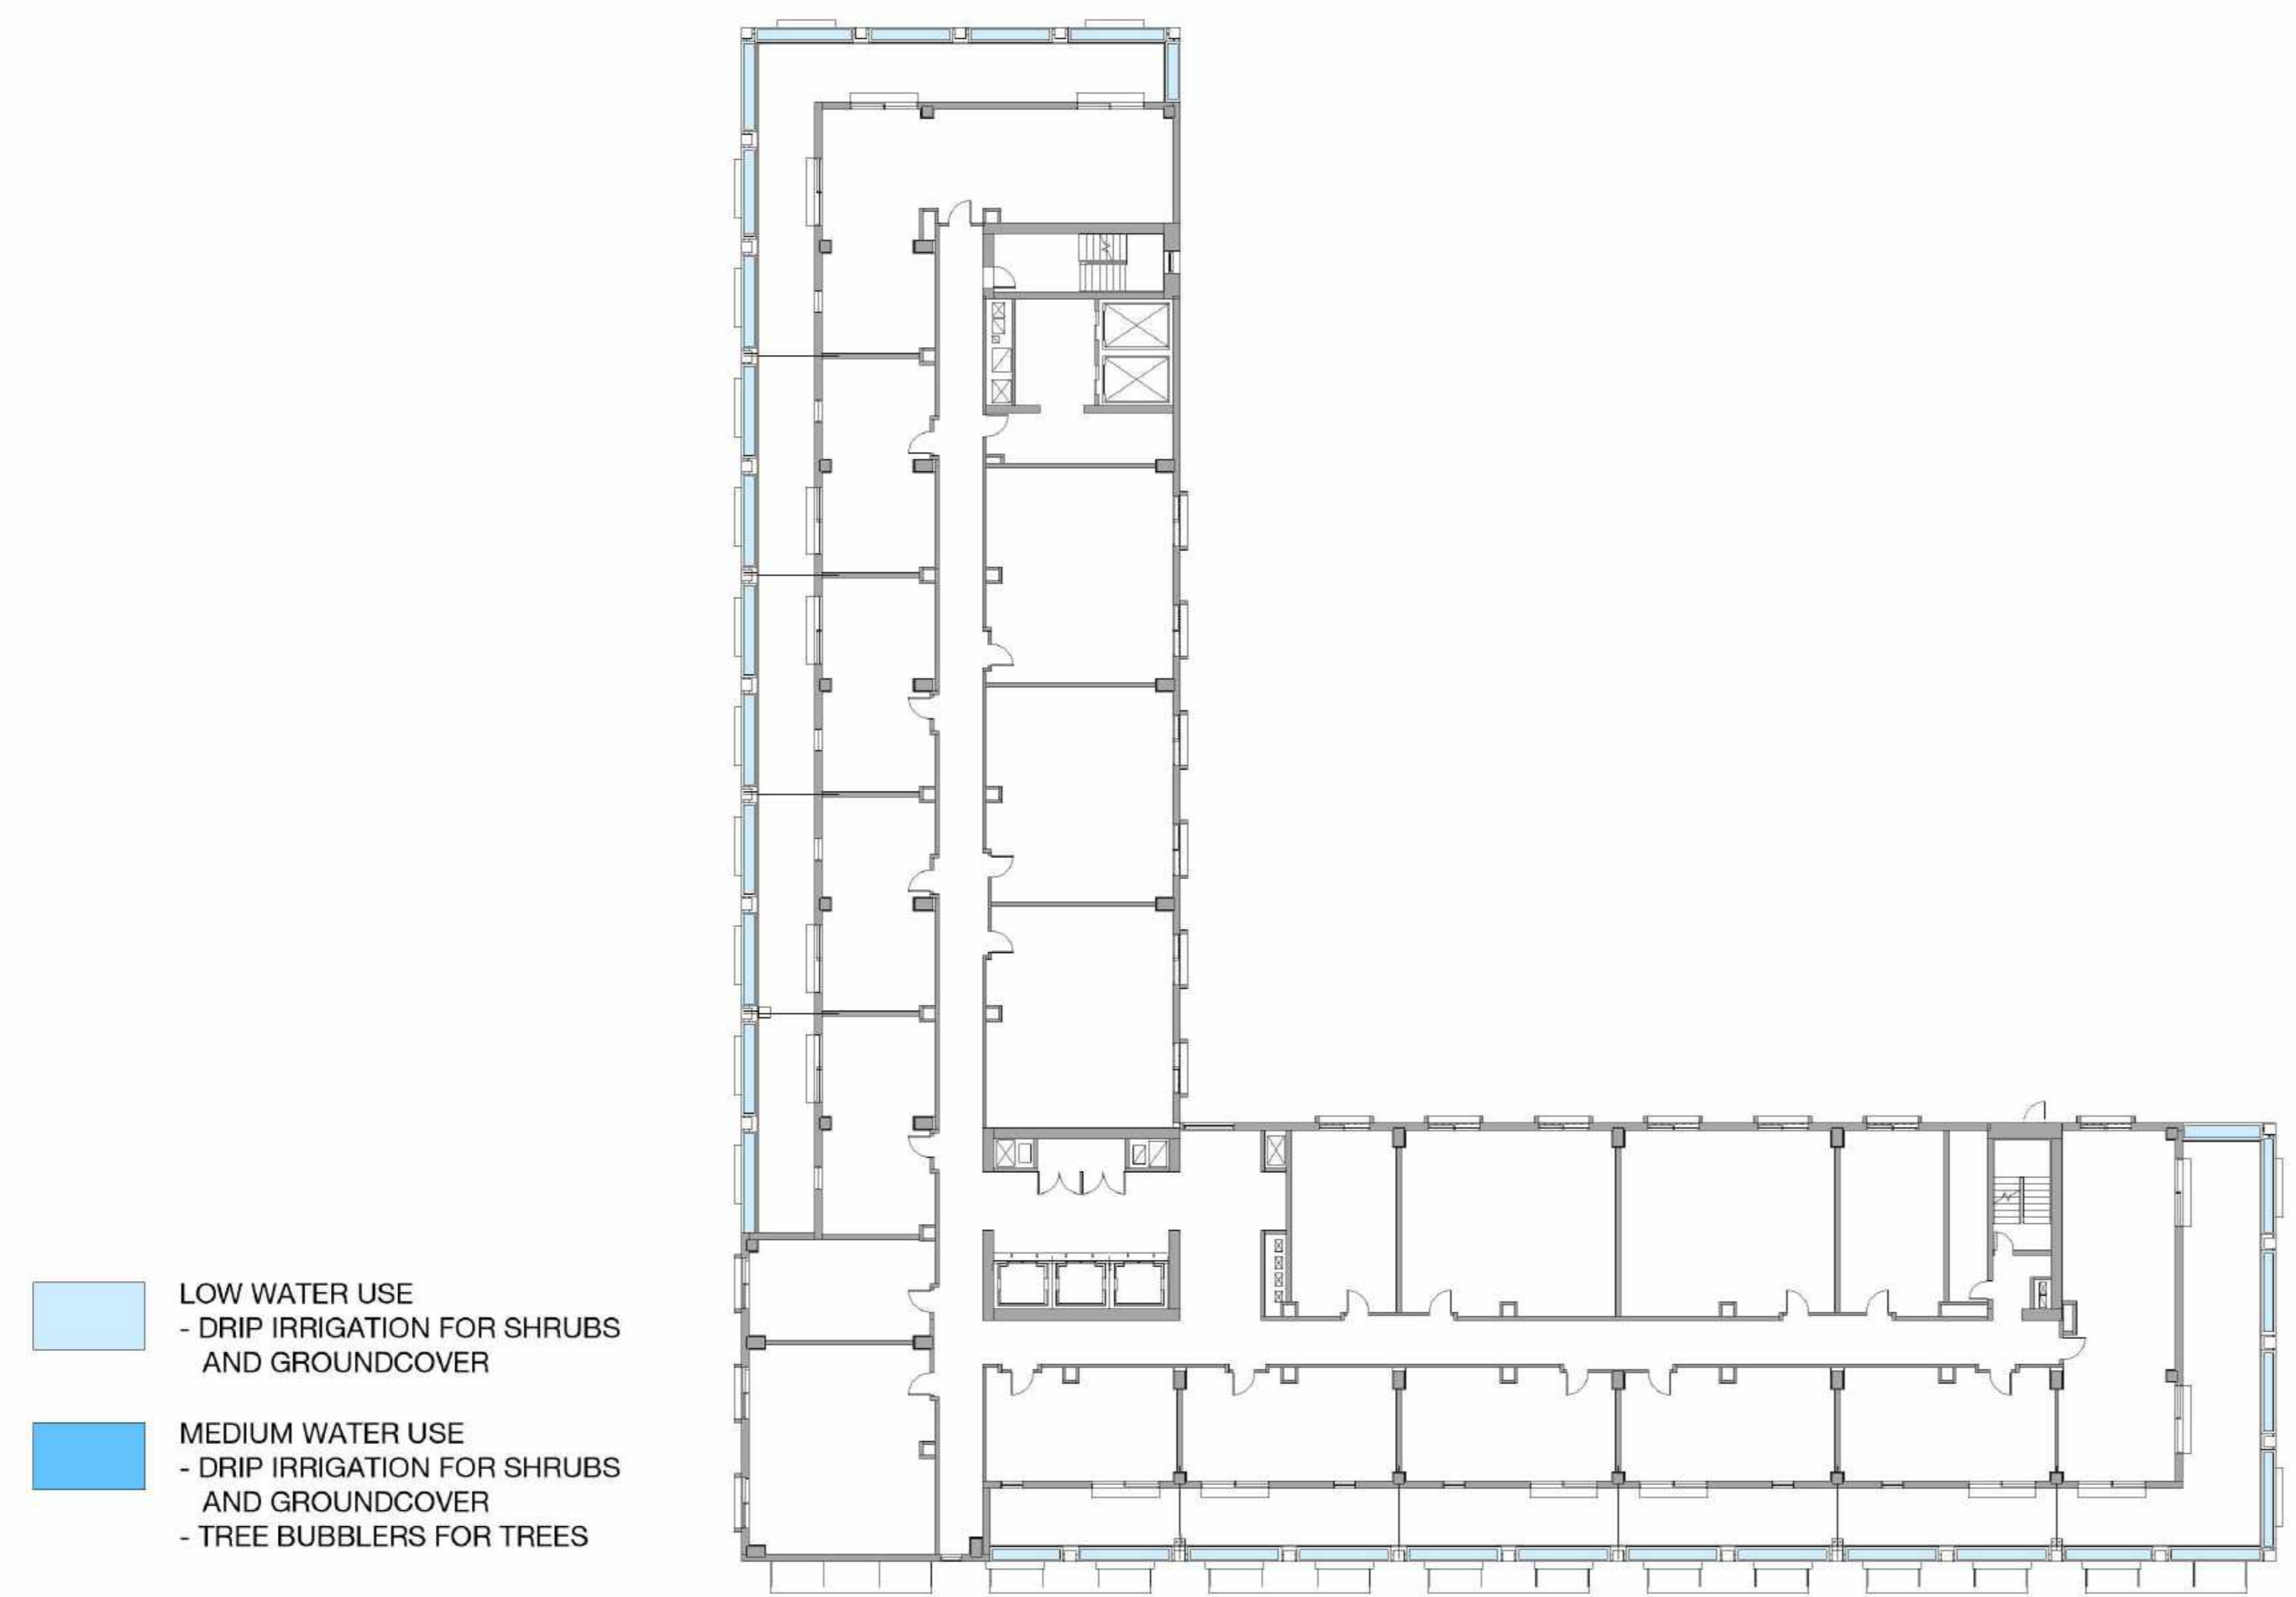 LOW WATER USE
- DRIP IRRIGATION FOR SHRUBS
AND GROUNDCOVER
MEDIUM WATER USE
- DRIP IRRIGATION FOR SHRUBS
AND GROUNDCOVER
- TREE BUBBLERS FOR TREES